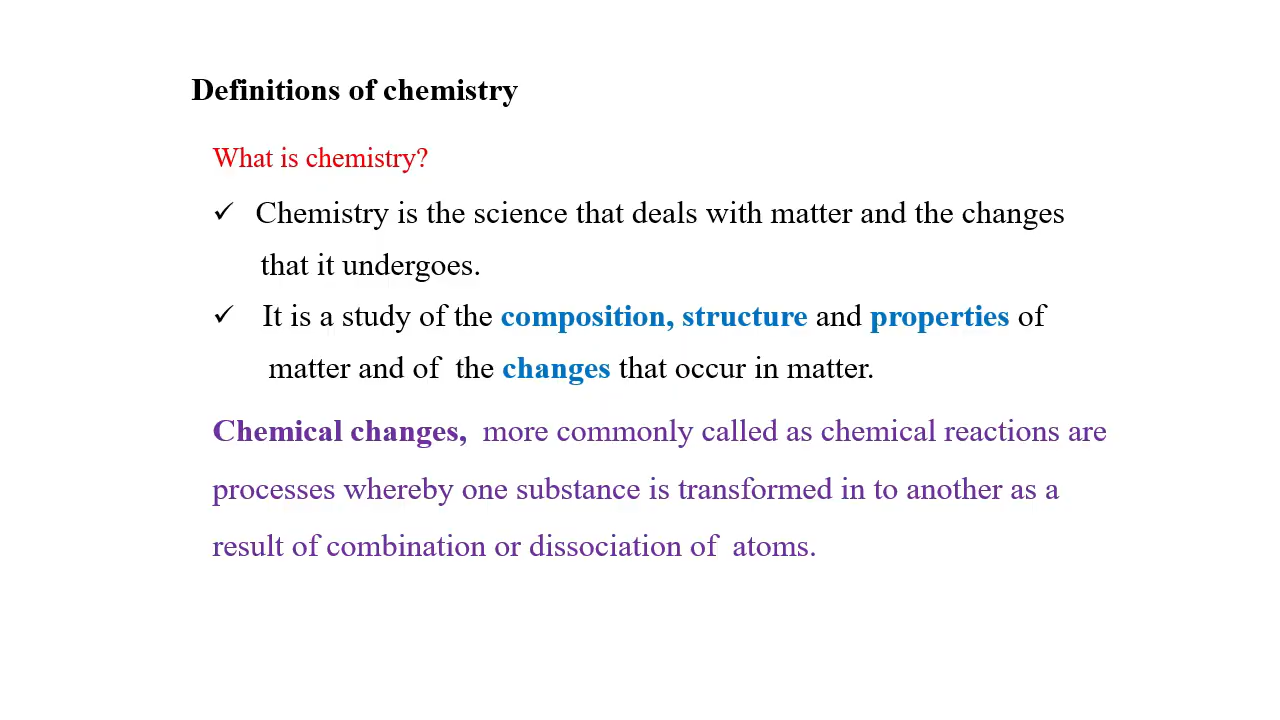 Definitions of chemistry
What is chemistry?
✓ Chemistry is the science that deals with matter and the changes
that it undergoes.
✓ It is a study of the composition, structure and properties of
matter and of the changes that occur in matter.
Chemical changes, more commonly called as chemical reactions are
processes whereby one substance is transformed in to another as a
result of combination or dissociation of atoms.